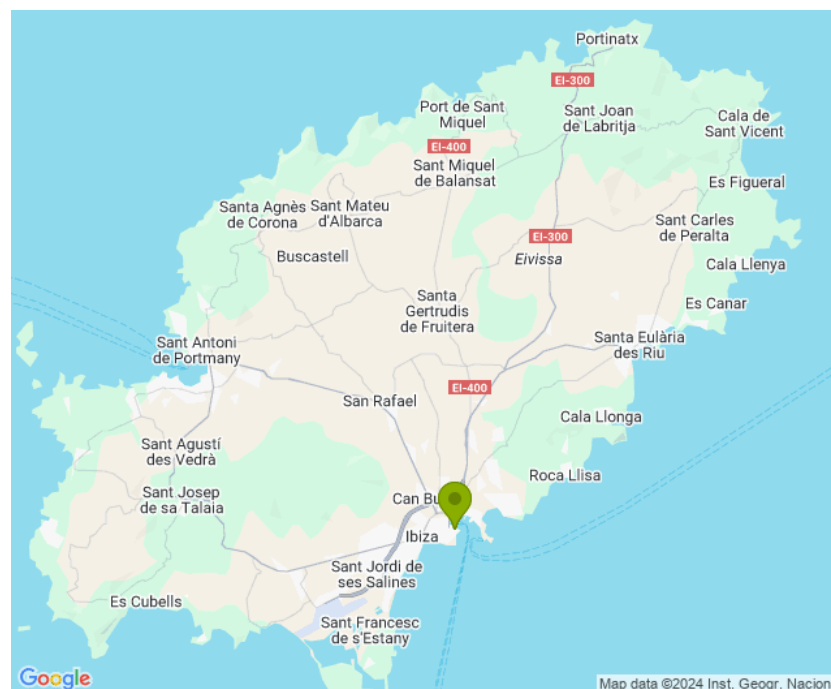 Portinatx
EI-300
Port de Sant
Miquel
Sant Joan
de Labritja
Cala de
Sant Vicent
EI-400
Sant Miquel
de Balansat
Es Figueral
Santa Agnès
de Corona
Sant Mateu
d'Albarca
Sant Carles
de Peralta
EI-300
Buscastell
Eivissa
Cala Llenya
Santa
Gertrudis
de Fruitera
Es Canar
Sant Antoni
de Portmany
Santa Eulària
des Riu
EI-400
San Rafael
Cala Llonga
Sant Agustí
des Vedrà
Roca Llisa
Sant Josep
de sa Talaia
Can Bu
Ibiza
Sant Jordi de
ses Salines
Es Cubells
Sant Francesc
de s'Estany
Google
Map data ©2024 Inst. Geogr. Nacion